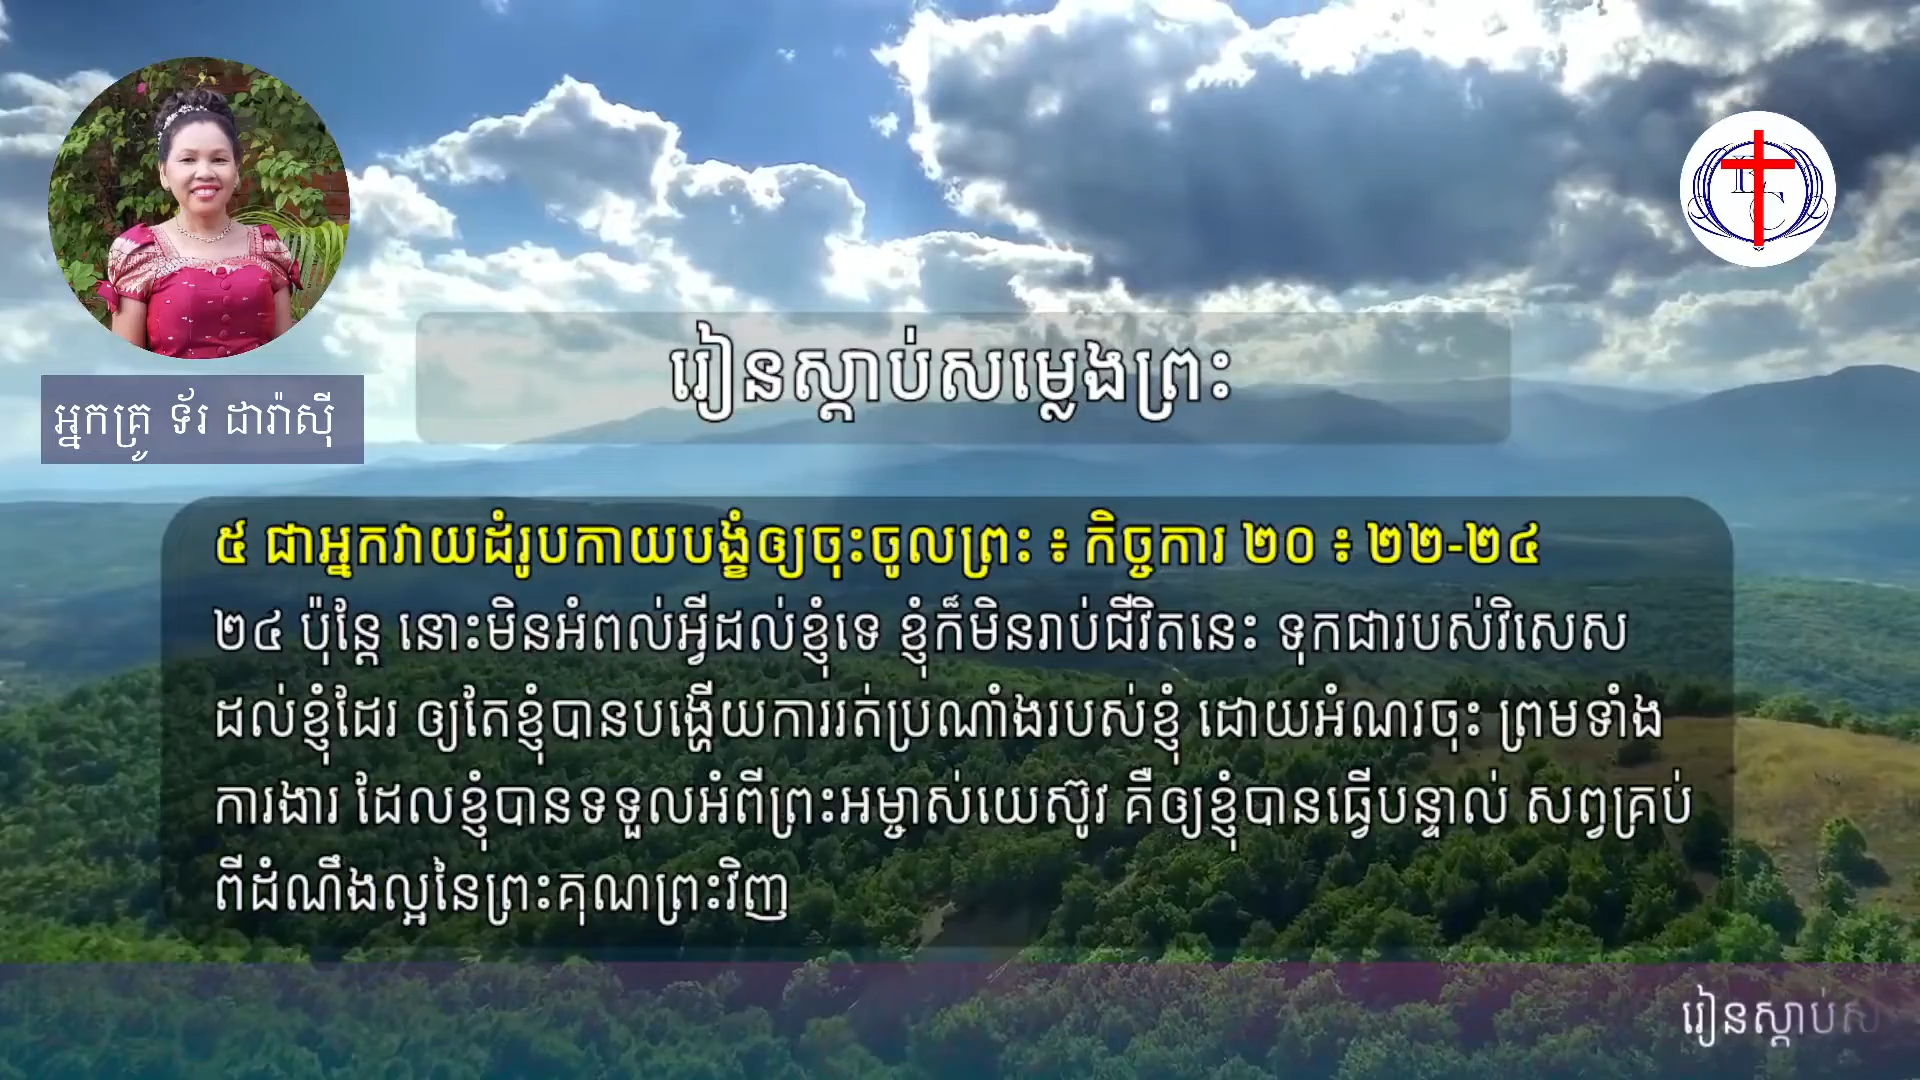 រៀនស្តាប់សម្លេងព្រះ
អ្នកគ្រូ ទ័រ ដារ៉ាស៊ី
៥ ជាអ្នកវាយដំរូបកាយបង្ខំឲ្យចុះចូលព្រះ ៖ កិច្ចការ ២០ ៖ ២២-២៤
២៤ ប៉ុន្តែ នោះមិនអំពល់អ្វីដល់ខ្ញុំទេ ខ្ញុំក៏មិនរាប់ជីវិតនេះ ទុកជារបស់វិសេស
ដល់ខ្ញុំដែរ ឲ្យតែខ្ញុំបានបង្ហើយការរត់ប្រណាំងរបស់ខ្ញុំ ដោយអំណរចុះ ព្រមទាំង
ការងារ ដែលខ្ញុំបានទទួលអំពីព្រះអម្ចាស់យេស៊ូវ គឺឲ្យខ្ញុំបានធ្វើបន្ទាល់ សព្វគ្រប់
ពីដំណឹងល្អនៃព្រះគុណព្រះវិញ
រៀនស្តាប់ស